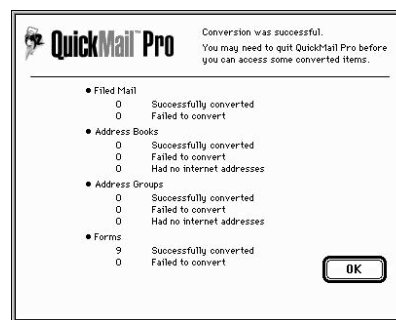 QuickMail™ Pro
Conversion was successful.
You may need to quit QuickMail Pro before
you can access some converted items.
● Filed Mail
0 Successfully converted
0 Failed to convert
● Address Books
0 Successfully converted
0 Failed to convert
0 Had no internet addresses
● Address Groups
0 Successfully converted
0 Failed to convert
0 Had no internet addresses
● Forms
9 Successfully converted
0 Failed to convert
OK